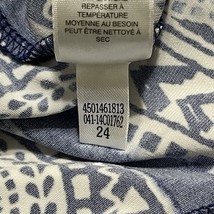 REPASSER À
TEMPÉRATURE
MOYENNE AU BESOIN
PEUT ÊTRE NETTOYÉ À
SEC
4501461813
041-14C01762
24